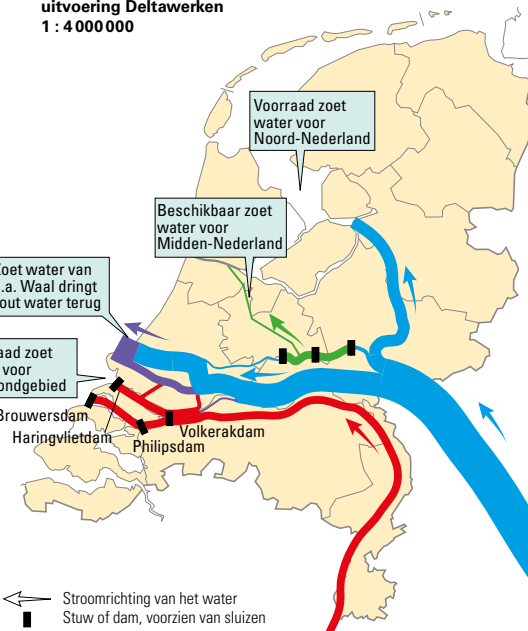 uitvoering Deltawerken
1 : 4 000 000
Voorraad zoet
water voor
Noord-Nederland
Beschikbaar zoet
water voor
Midden-Nederland
zoet water van
.a. Waal dringt
out water terug
aad zoet
voor
ondgebied
Brouwersdam
Haringvlietdam
Volkerakdam
Philipsdam
Stroomrichting van het water
Stuw of dam, voorzien van sluizen